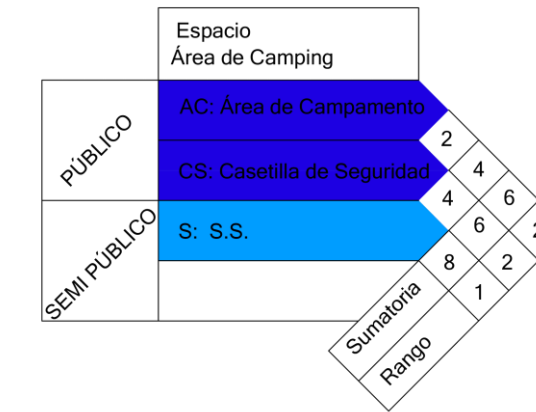 Espacio
Área de Camping
PÚBLICO
AC: Área de Campamento
CS: Casetilla de Seguridad
SEMI PÚBLICO
S: S.S.
2
4
4
6
6
2
8
2
1
Sumatoria
Rango